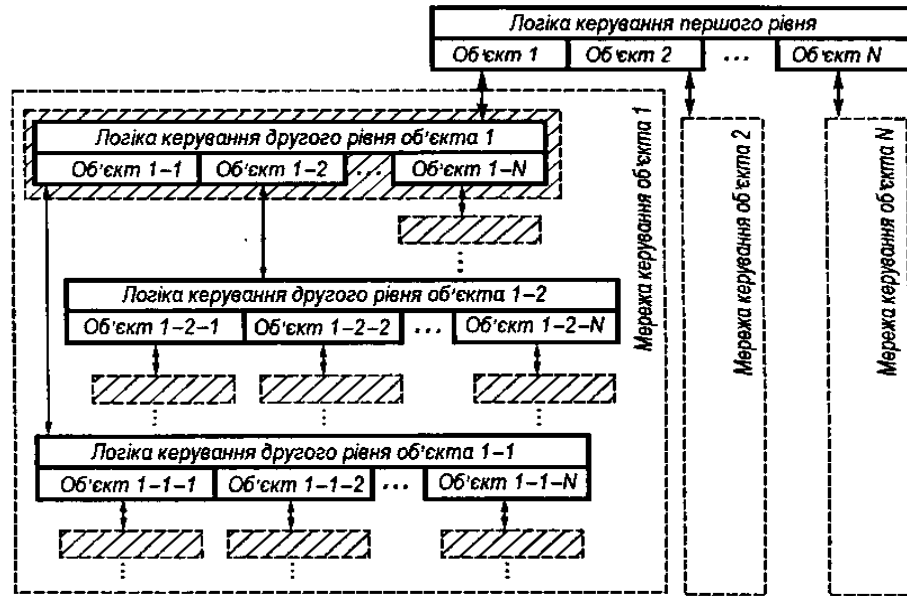 Логіка керування першого рівня
Об'єкт 1 Об'єкт 2 ... Об'єкт N
Логіка керування другого рівня об'єкта 1
Об'єкт 1–1 Об'єкт 1–2 ... Об'єкт 1–N
Логіка керування другого рівня об'єкта 1–2
Об'єкт 1–2–1 Об'єкт 1–2–2 ... Об'єкт 1–2–N
Логіка керування другого рівня об'єкта 1–1
Об'єкт 1–1–1 Об'єкт 1–1–2 ... Об'єкт 1–1–N
Мережа керування об'єкта 1
Мережа керування об'єкта 2
Мережа керування об'єкта N